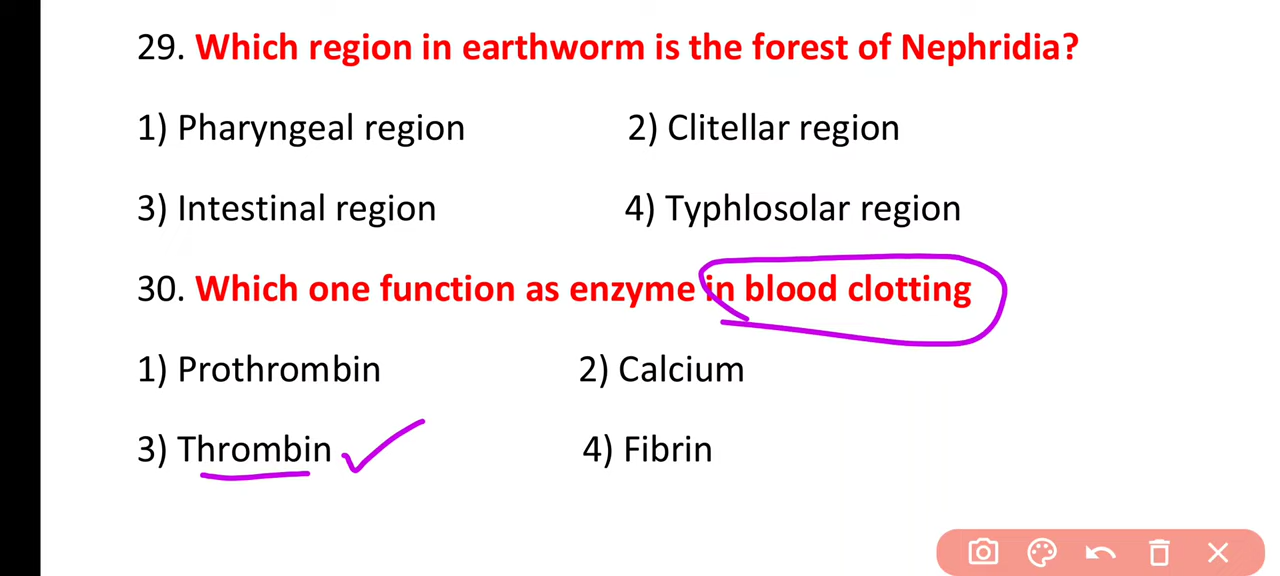 29. Which region in earthworm is the forest of Nephridia?
1) Pharyngeal region 2) Clitellar region
3) Intestinal region 4) Typhlosolar region
30. Which one function as enzyme in blood clotting
1) Prothrombin 2) Calcium
3) Thrombin 4) Fibrin